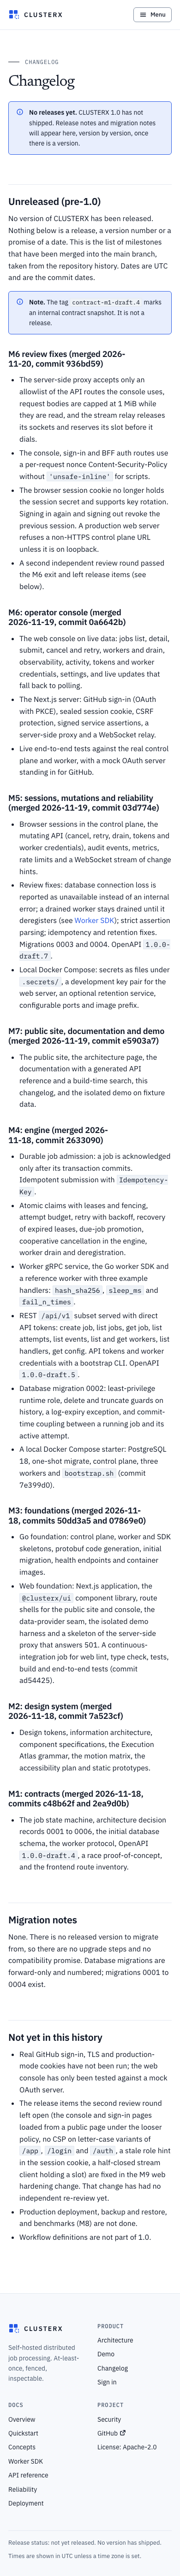 CLUSTERX
Menu
CHANGELOG
Changelog
No releases yet. CLUSTERX 1.0 has not
shipped. Release notes and migration notes
will appear here, version by version, once
there is a version.
Unreleased (pre-1.0)
No version of CLUSTERX has been released.
Nothing below is a release, a version number or a
promise of a date. This is the list of milestones
that have been merged into the main branch,
taken from the repository history. Dates are UTC
and are the commit dates.
Note. The tag contract-m1-draft.4 marks
an internal contract snapshot. It is not a
release.
M6 review fixes (merged 2026-
11-20, commit 936bd59)
The server-side proxy accepts only an
allowlist of the API routes the console uses,
request bodies are capped at 1 MiB while
they are read, and the stream relay releases
its sockets and reserves its slot before it
dials.
The console, sign-in and BFF auth routes use
a per-request nonce Content-Security-Policy
without 'unsafe-inline' for scripts.
The browser session cookie no longer holds
the session secret and supports key rotation.
Signing in again and signing out revoke the
previous session. A production web server
refuses a non-HTTPS control plane URL
unless it is on loopback.
A second independent review round passed
the M6 exit and left release items (see
below).
M6: operator console (merged
2026-11-19, commit 0a6642b)
The web console on live data: jobs list, detail,
submit, cancel and retry, workers and drain,
observability, activity, tokens and worker
credentials, settings, and live updates that
fall back to polling.
The Next.js server: GitHub sign-in (OAuth
with PKCE), sealed session cookie, CSRF
protection, signed service assertions, a
server-side proxy and a WebSocket relay.
Live end-to-end tests against the real control
plane and worker, with a mock OAuth server
standing in for GitHub.
M5: sessions, mutations and reliability
(merged 2026-11-19, commit 03d774e)
Browser sessions in the control plane, the
mutating API (cancel, retry, drain, tokens and
worker credentials), audit events, metrics,
rate limits and a WebSocket stream of change
hints.
Review fixes: database connection loss is
reported as unavailable instead of an internal
error; a drained worker stays drained until it
deregisters (see Worker SDK); strict assertion
parsing; idempotent-submission fixes.
Migrations 0003 and 0004. OpenAPI 1.0.0-
draft.7.
Local Docker Compose: secrets as files under
.secrets/, a development key pair for the
web server, an optional retention service,
configurable ports and image prefix.
M7: public site, documentation and demo
(merged 2026-11-19, commit e5903a7)
The public site, the architecture page, the
documentation with a generated API
reference and a build-time search, this
changelog, and the isolated demo on fixture
data.
M4: engine (merged 2026-
11-18, commit 2633090)
Durable job admission: a job is acknowledged
only after its transaction commits.
Idempotent submission with Idempotency-
Key.
Atomic claims with leases and fencing,
attempt budget, retry with backoff, recovery
of expired leases, due-job promotion,
cooperative cancellation in the engine,
worker drain and deregistration.
Worker gRPC service, the Go worker SDK and
a reference worker with three example
handlers: hash_sha256, sleep_ms and
fail_n_times.
REST /api/v1 subset served with direct
API tokens: create job, list jobs, get job, list
attempts, list events, list and get workers, list
handlers, get config. API tokens and worker
credentials with a bootstrap CLI. OpenAPI
1.0.0-draft.5.
Database migration 0002: least-privilege
runtime role, delete and truncate guards on
history, a log-expiry exception, and commit-
time coupling between a running job and its
active attempt.
A local Docker Compose starter: PostgreSQL
18, one-shot migrate, control plane, three
workers and bootstrap.sh (commit
7e399d0).
M3: foundations (merged 2026-11-
18, commits 50dd3a5 and 07869e0)
Go foundation: control plane, worker and SDK
skeletons, protobuf code generation, initial
migration, health endpoints and container
images.
Web foundation: Next.js application, the
@clusterx/ui component library, route
shells for the public site and console, the
data-provider seam, the isolated demo
harness and a skeleton of the server-side
proxy that answers 501. A continuous-
integration job for web lint, type check, tests,
build and end-to-end tests (commit
ad54425).
M2: design system (merged
2026-11-18, commit 7a523cf)
Design tokens, information architecture,
component specifications, the Execution
Atlas grammar, the motion matrix, the
accessibility plan and static prototypes.
M1: contracts (merged 2026-11-18,
commits c48b62f and 2ea9d0b)
The job state machine, architecture decision
records 0001 to 0006, the initial database
schema, the worker protocol, OpenAPI
1.0.0-draft.4, a race proof-of-concept,
and the frontend route inventory.
Migration notes
None. There is no released version to migrate
from, so there are no upgrade steps and no
compatibility promise. Database migrations are
forward-only and numbered; migrations 0001 to
0004 exist.
Not yet in this history
Real GitHub sign-in, TLS and production-
mode cookies have not been run; the web
console has only been tested against a mock
OAuth server.
The release items the second review round
left open (the console and sign-in pages
loaded from a public page under the looser
policy, no CSP on letter-case variants of
/app, /login and /auth, a stale role hint
in the session cookie, a half-closed stream
client holding a slot) are fixed in the M9 web
hardening change. That change has had no
independent re-review yet.
Production deployment, backup and restore,
and benchmarks (M8) are not done.
Workflow definitions are not part of 1.0.
CLUSTERX
Self-hosted distributed
job processing. At-least-
once, fenced,
inspectable.
PRODUCT
Architecture
Demo
Changelog
Sign in
DOCS
Overview
Quickstart
Concepts
Worker SDK
API reference
Reliability
Deployment
PROJECT
Security
GitHub
License: Apache-2.0
Release status: not yet released. No version has shipped.
Times are shown in UTC unless a time zone is set.